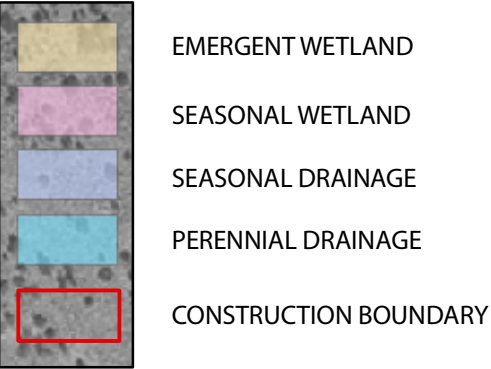 EMERGENT WETLAND
SEASONAL WETLAND
SEASONAL DRAINAGE
PERENNIAL DRAINAGE
CONSTRUCTION BOUNDARY